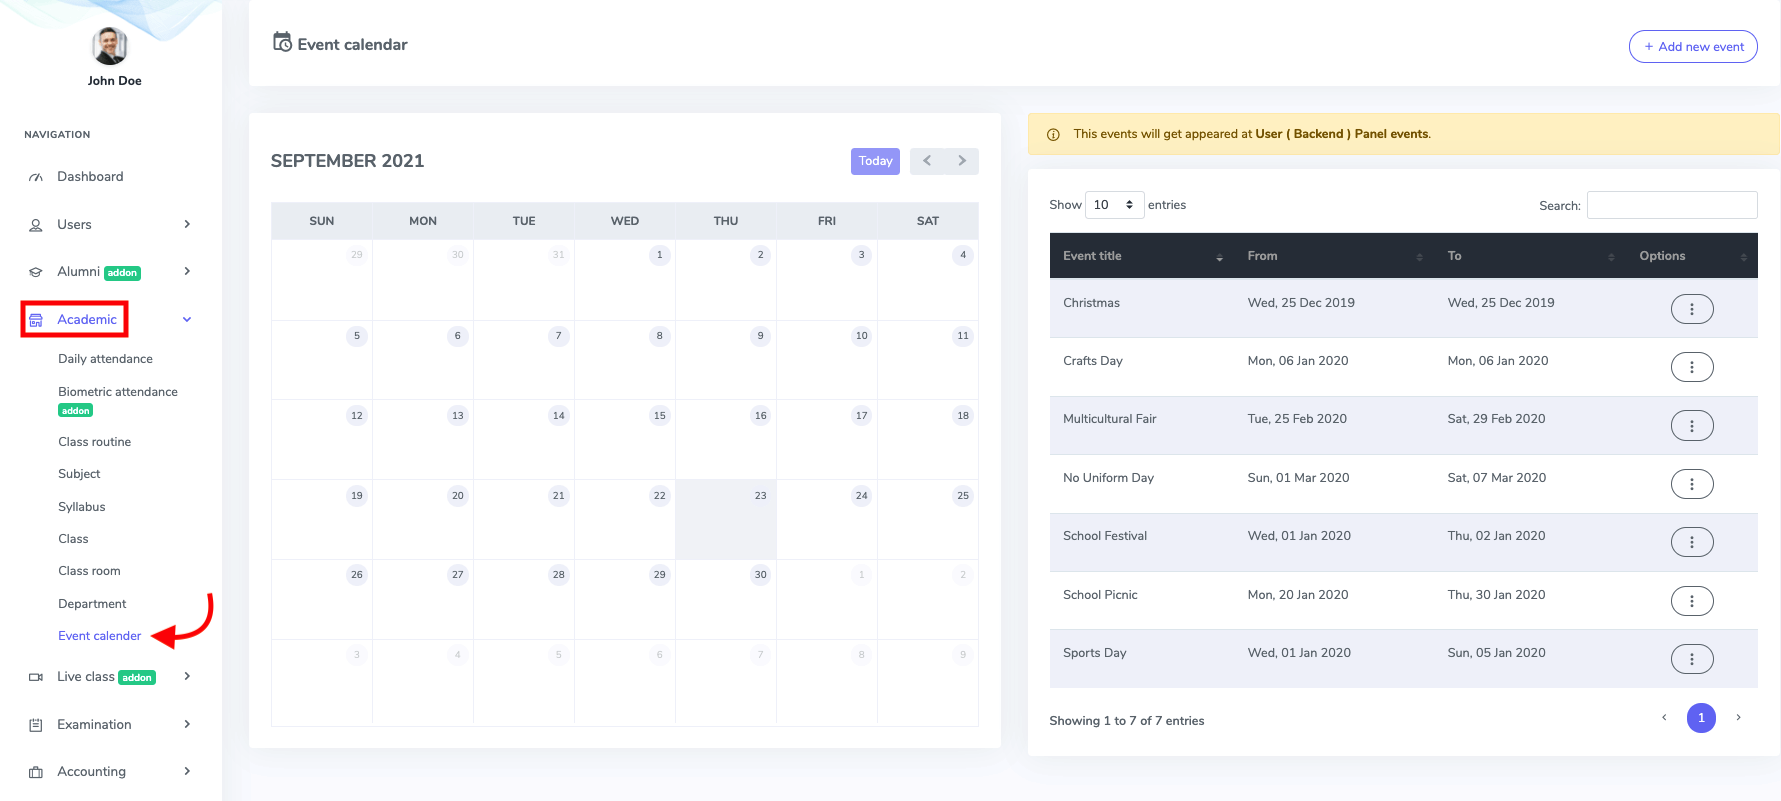 John Doe
NAVIGATION
Dashboard
Users
Alumni addon
Academic
Daily attendance
Biometric attendance
addon
Class routine
Subject
Syllabus
Class
Class room
Department
Event calender
Live class addon
Examination
Accounting
Event calendar
+ Add new event
SEPTEMBER 2021
Today
SUN MON TUE WED THU FRI SAT
29 30 31 1 2 3 4
5 6 7 8 9 10 11
12 13 14 15 16 17 18
19 20 21 22 23 24 25
26 27 28 29 30 1 2
3 4 5 6 7 8 9
This events will get appeared at User ( Backend ) Panel events.
Show 10 entries
Search:
Event title From To Options
Christmas Wed, 25 Dec 2019 Wed, 25 Dec 2019
Crafts Day Mon, 06 Jan 2020 Mon, 06 Jan 2020
Multicultural Fair Tue, 25 Feb 2020 Sat, 29 Feb 2020
No Uniform Day Sun, 01 Mar 2020 Sat, 07 Mar 2020
School Festival Wed, 01 Jan 2020 Thu, 02 Jan 2020
School Picnic Mon, 20 Jan 2020 Thu, 30 Jan 2020
Sports Day Wed, 01 Jan 2020 Sun, 05 Jan 2020
Showing 1 to 7 of 7 entries
1